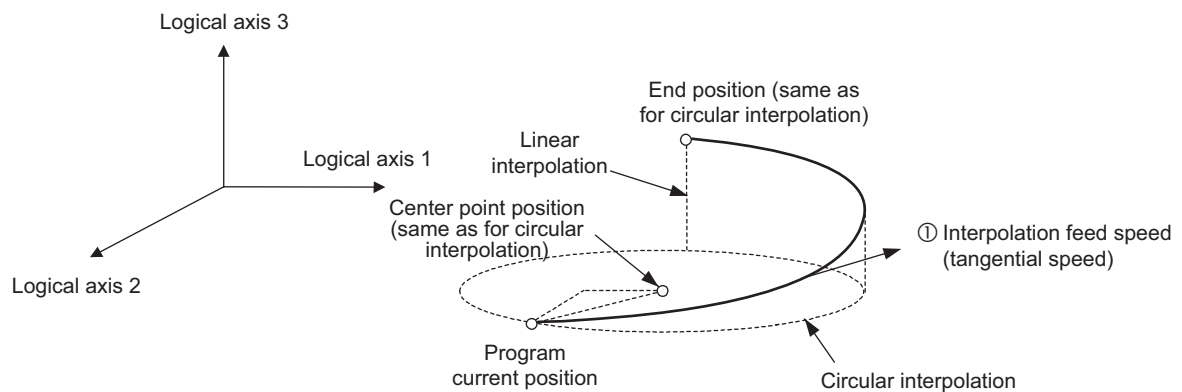 Logical axis 3
Logical axis 1
Logical axis 2
End position (same as
for circular interpolation)
Linear
interpolation
Center point position
(same as for circular
interpolation)
① Interpolation feed speed
(tangential speed)
Program
current position
Circular interpolation